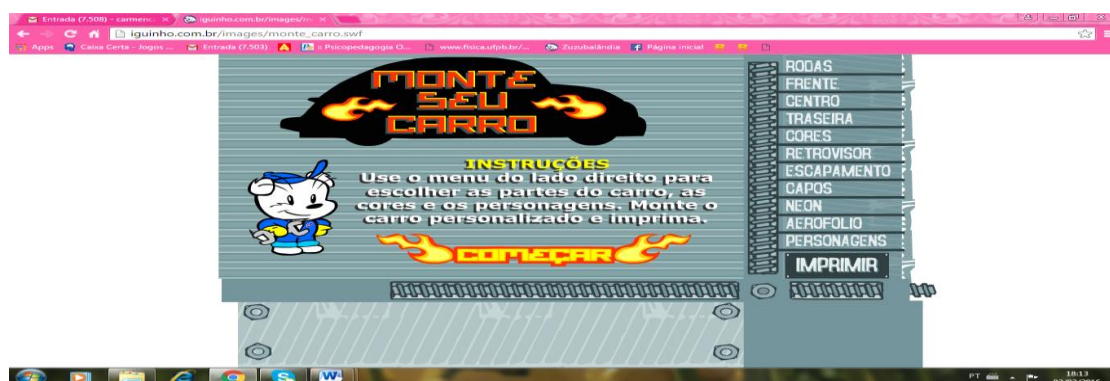 Entrada (7.508) - carmenc
iguinho.com.br/images/m
iguinho.com.br/images/monte_carro.swf
Apps
Caixa Certa - Jogos ...
Entrada (7.503)
:: Psicopedagogia O...
www.fisica.ufpb.br/...
Zuzubalândia
Página inicial
MONTE
SEU
CARRO
INSTRUÇÕES
Use o menu do lado direito para
escolher as partes do carro, as
cores e os personagens. Monte o
carro personalizado e imprima.
COMEÇAR
RODAS
FRENTE
CENTRO
TRASEIRA
CORES
RETROVISOR
ESCAPAMENTO
CAPOS
NEON
AEROFOLIO
PERSONAGENS
IMPRIMIR
PT
18:13